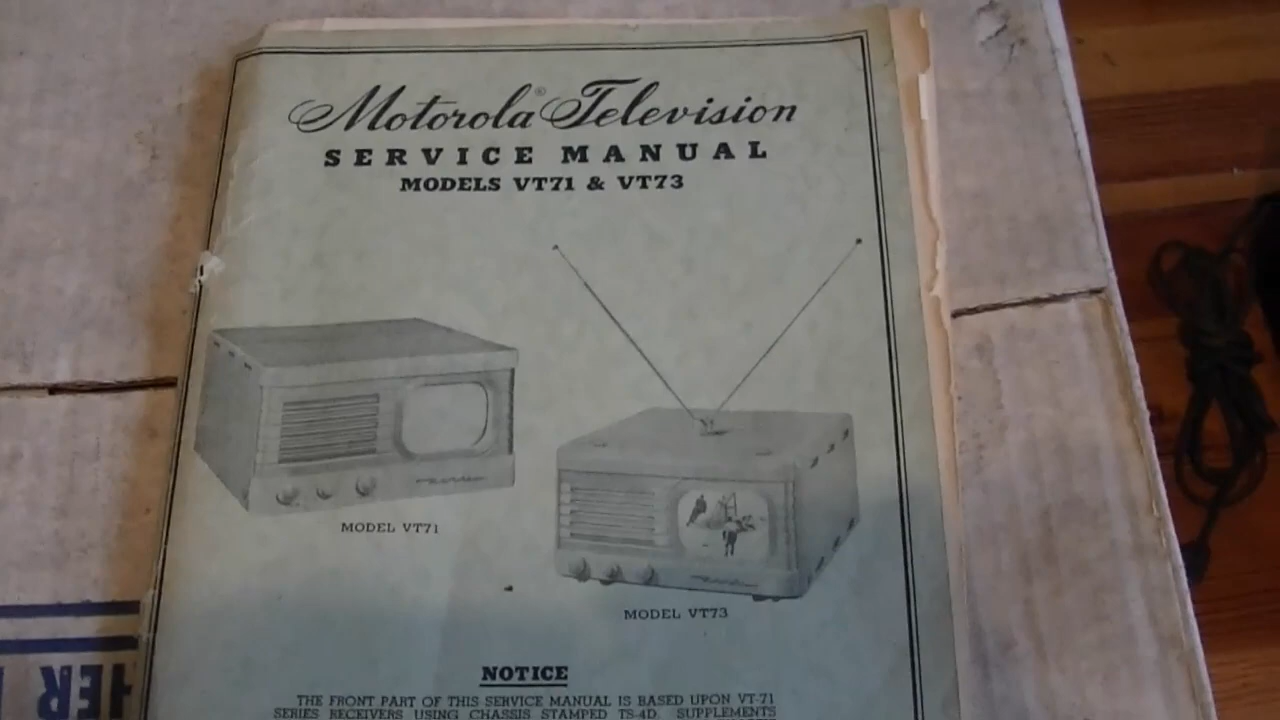 Motorola® Television
SERVICE MANUAL
MODELS VT71 & VT73
MODEL VT71
MODEL VT73
NOTICE
THE FRONT PART OF THIS SERVICE MANUAL IS BASED UPON VT-71
SERIES RECEIVERS USING CHASSIS STAMPED TS-4D. SUPPLEMENTS
HER